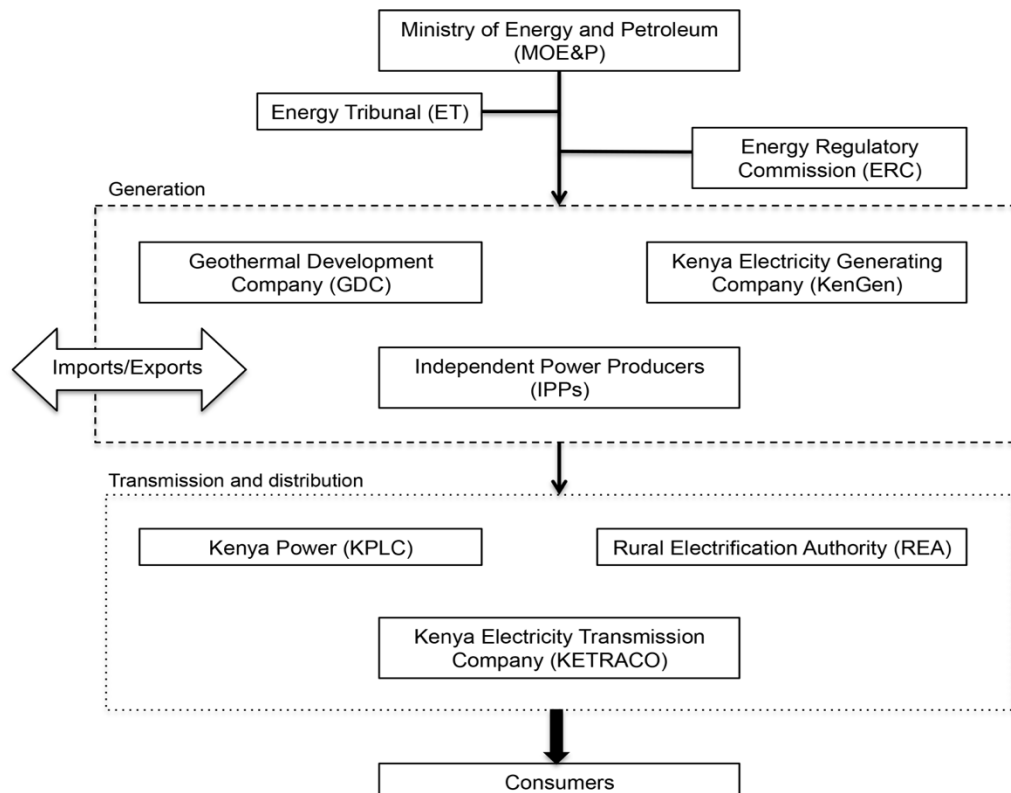 Ministry of Energy and Petroleum
(MOE&P)
Energy Tribunal (ET)
Energy Regulatory
Commission (ERC)
Generation
Geothermal Development
Company (GDC)
Kenya Electricity Generating
Company (KenGen)
Imports/Exports
Independent Power Producers
(IPPs)
Transmission and distribution
Kenya Power (KPLC)
Rural Electrification Authority (REA)
Kenya Electricity Transmission
Company (KETRACO)
Consumers